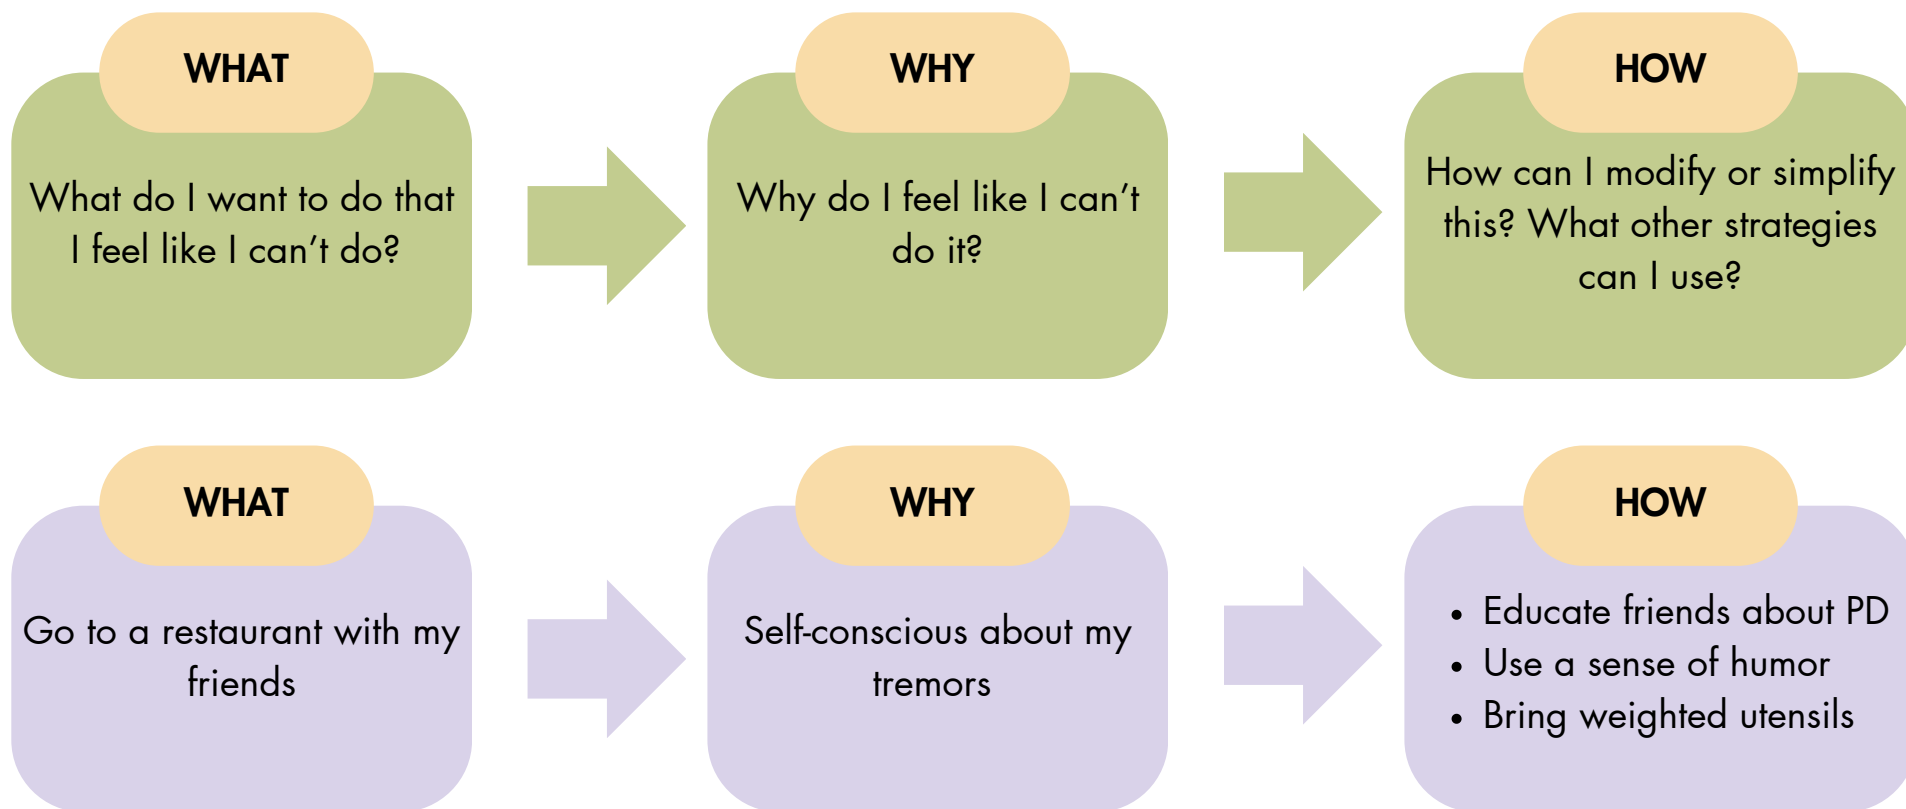 WHAT
What do I want to do that
I feel like I can't do?
WHY
Why do I feel like I can't
do it?
HOW
How can I modify or simplify
this? What other strategies
can I use?
WHAT
Go to a restaurant with my
friends
WHY
Self-conscious about my
tremors
HOW
• Educate friends about PD
• Use a sense of humor
• Bring weighted utensils